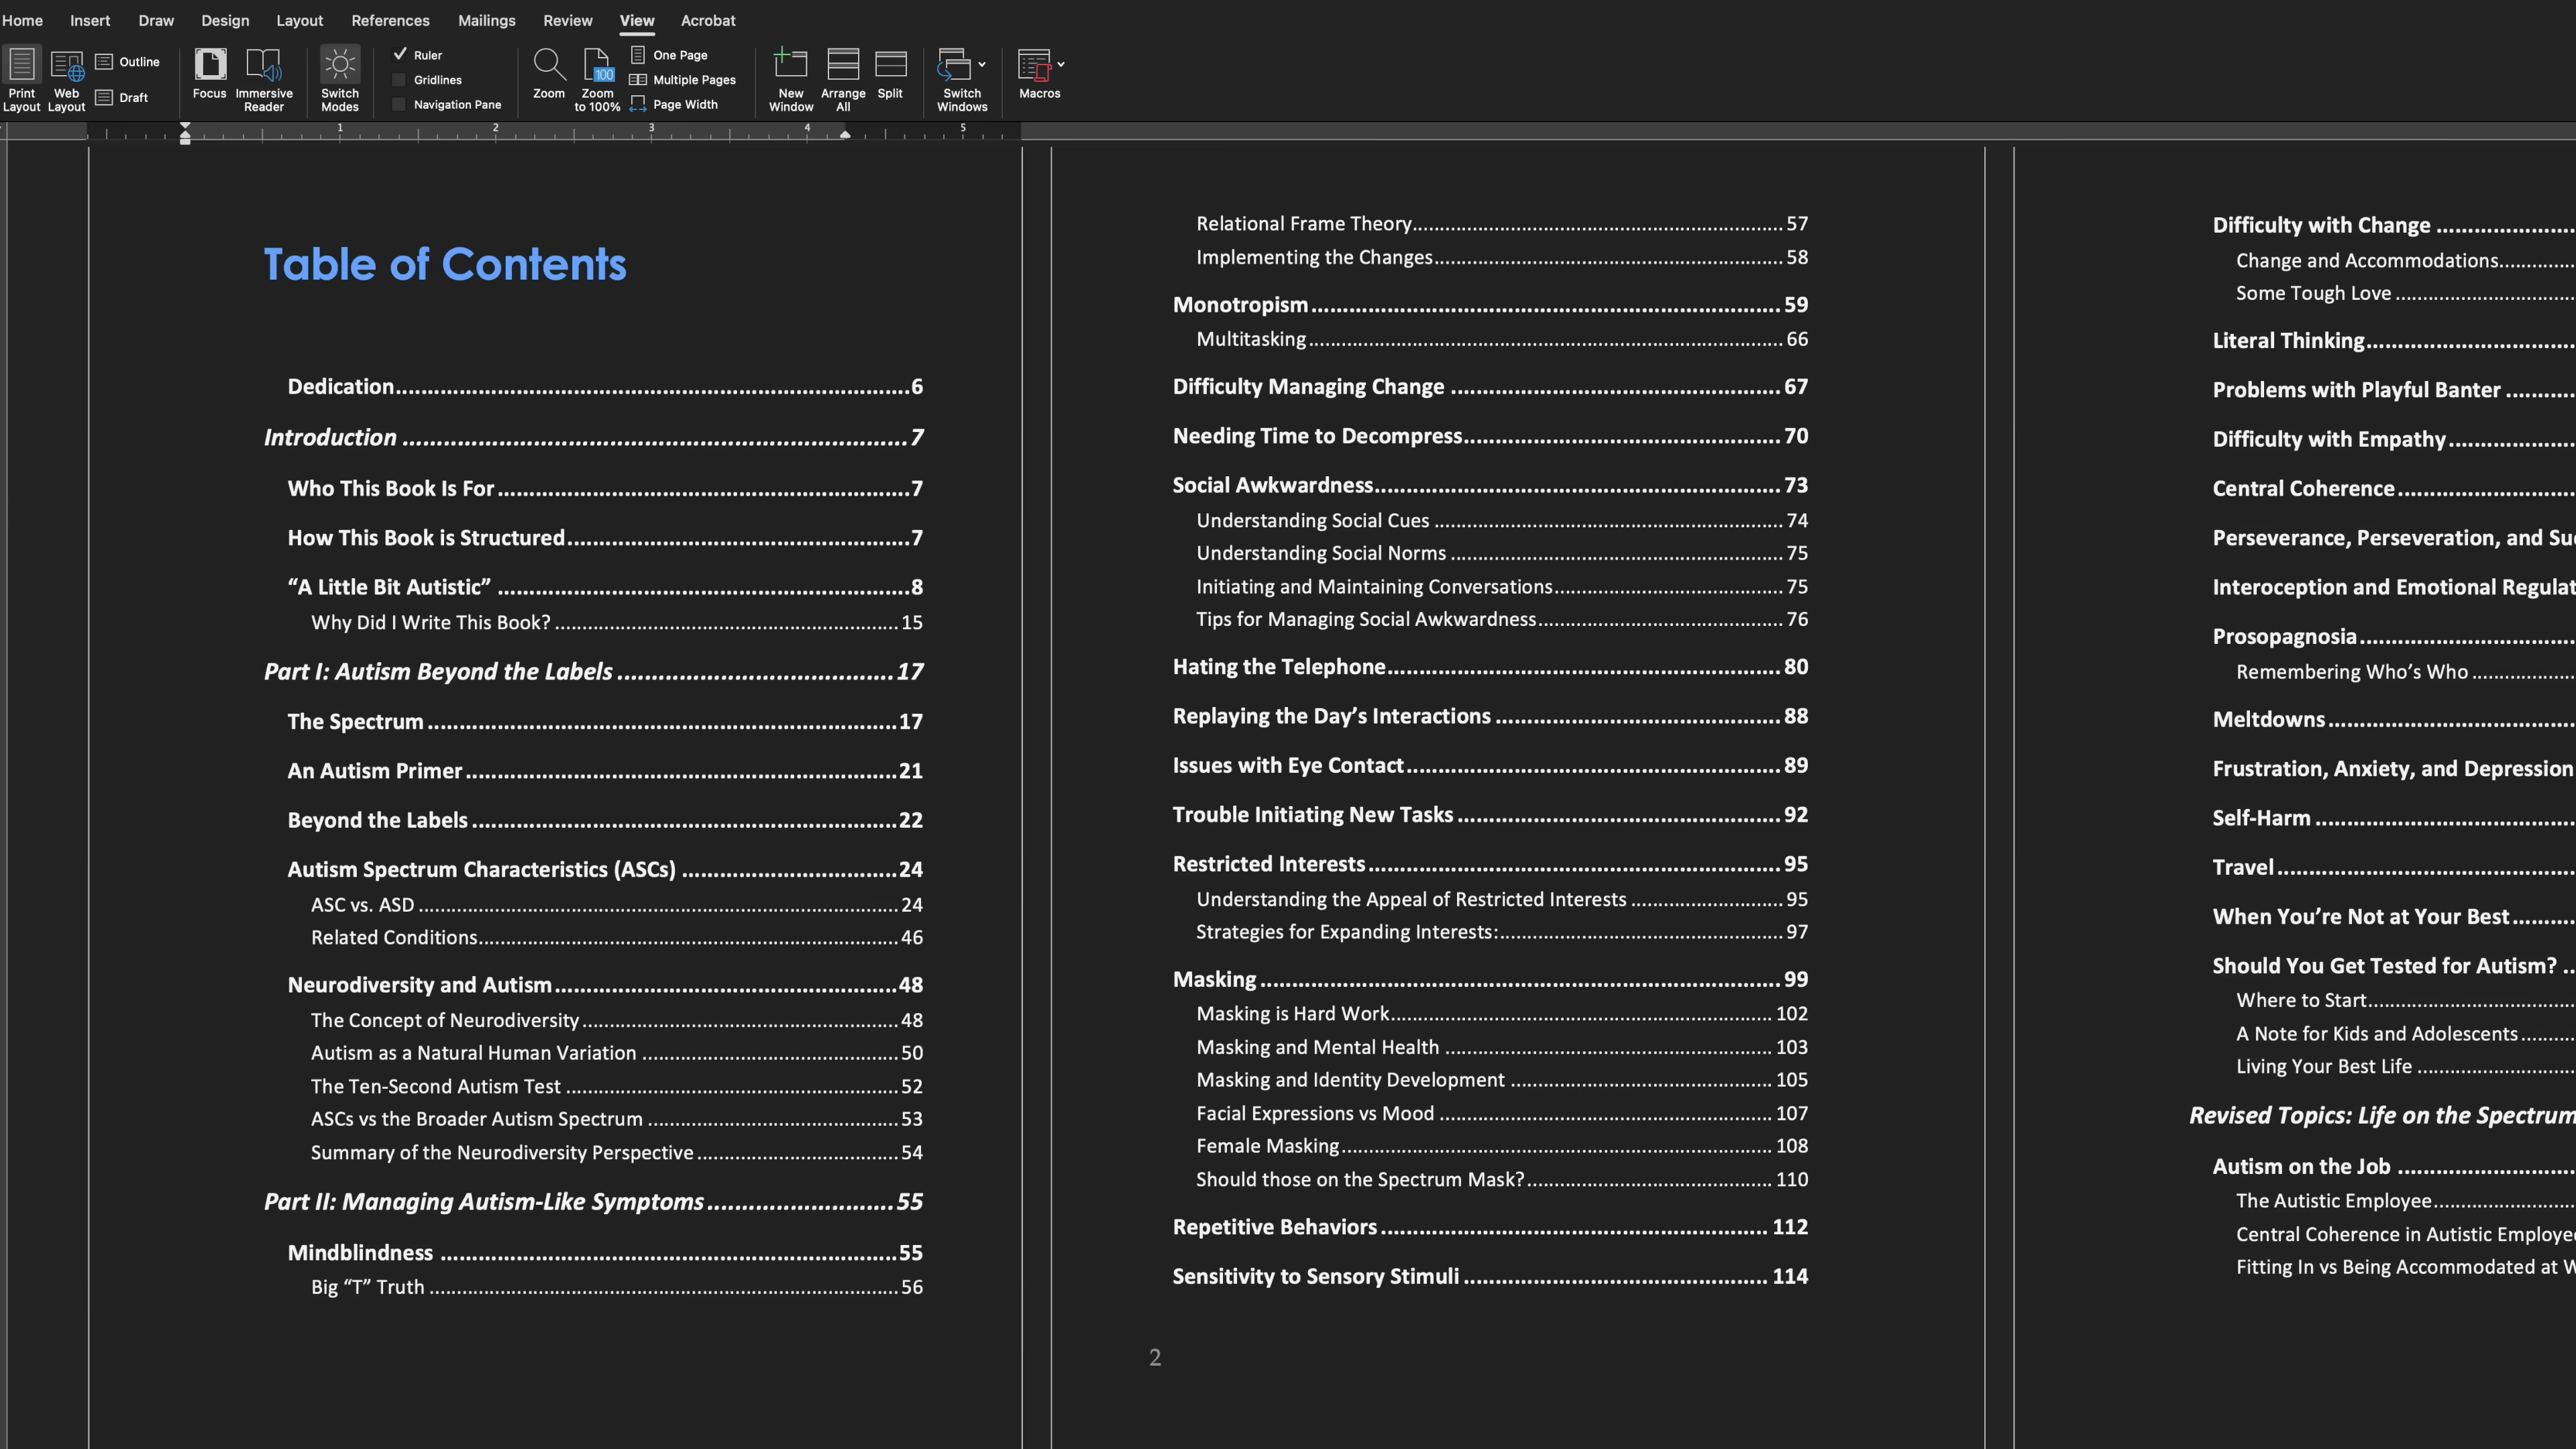 Home Insert Draw Design Layout References Mailings Review View Acrobat
Print Layout
Web Layout
Outline
Draft
Focus
Immersive Reader
Switch Modes
Ruler
Gridlines
Navigation Pane
Zoom
100
Zoom to 100%
One Page
Multiple Pages
Page Width
New Window
Arrange All
Split
Switch Windows
Macros
1 2 3 4 5
Table of Contents
Dedication.....6
Introduction.....7
Who This Book Is For.....7
How This Book is Structured.....7
“A Little Bit Autistic”.....8
Why Did I Write This Book?.....15
Part I: Autism Beyond the Labels.....17
The Spectrum.....17
An Autism Primer.....21
Beyond the Labels.....22
Autism Spectrum Characteristics (ASCs).....24
ASC vs. ASD.....24
Related Conditions.....46
Neurodiversity and Autism.....48
The Concept of Neurodiversity.....48
Autism as a Natural Human Variation.....50
The Ten-Second Autism Test.....52
ASCs vs the Broader Autism Spectrum.....53
Summary of the Neurodiversity Perspective.....54
Part II: Managing Autism-Like Symptoms.....55
Mindblindness.....55
Big “T” Truth.....56
Relational Frame Theory.....57
Implementing the Changes.....58
Monotropism.....59
Multitasking.....66
Difficulty Managing Change.....67
Needing Time to Decompress.....70
Social Awkwardness.....73
Understanding Social Cues.....74
Understanding Social Norms.....75
Initiating and Maintaining Conversations.....75
Tips for Managing Social Awkwardness.....76
Hating the Telephone.....80
Replaying the Day’s Interactions.....88
Issues with Eye Contact.....89
Trouble Initiating New Tasks.....92
Restricted Interests.....95
Understanding the Appeal of Restricted Interests.....95
Strategies for Expanding Interests:.....97
Masking.....99
Masking is Hard Work.....102
Masking and Mental Health.....103
Masking and Identity Development.....105
Facial Expressions vs Mood.....107
Female Masking.....108
Should those on the Spectrum Mask?.....110
Repetitive Behaviors.....112
Sensitivity to Sensory Stimuli.....114
2
Difficulty with Change.....
Change and Accommodations.....
Some Tough Love.....
Literal Thinking.....
Problems with Playful Banter.....
Difficulty with Empathy.....
Central Coherence.....
Perseverance, Perseveration, and
Interoception and Emotional
Prosopagnosia.....
Remembering Who’s Who.....
Meltdowns.....
Frustration, Anxiety, and Depression
Self-Harm.....
Travel.....
When You’re Not at Your Best.....
Should You Get Tested for Autism?..
Where to Start.....
A Note for Kids and Adolescents.....
Living Your Best Life.....
Revised Topics: Life on the Spectrum
Autism on the Job.....
The Autistic Employee.....
Central Coherence in Autistic
Fitting In vs Being Accommodated at